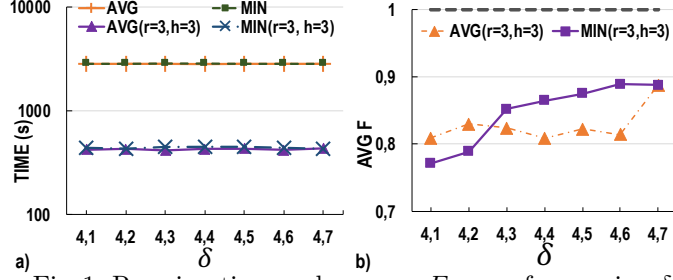 10000
AVG MIN
AVG(r=3,h=3) MIN(r=3, h=3)
1000
100
TIME (s)
4,1 4,2 4,3 4,4 4,5 4,6 4,7
δ
a)
1
AVG(r=3,h=3) MIN(r=3,h=3)
0,9
0,8
0,7
AVG F
4,1 4,2 4,3 4,4 4,5 4,6 4,7
δ
b)